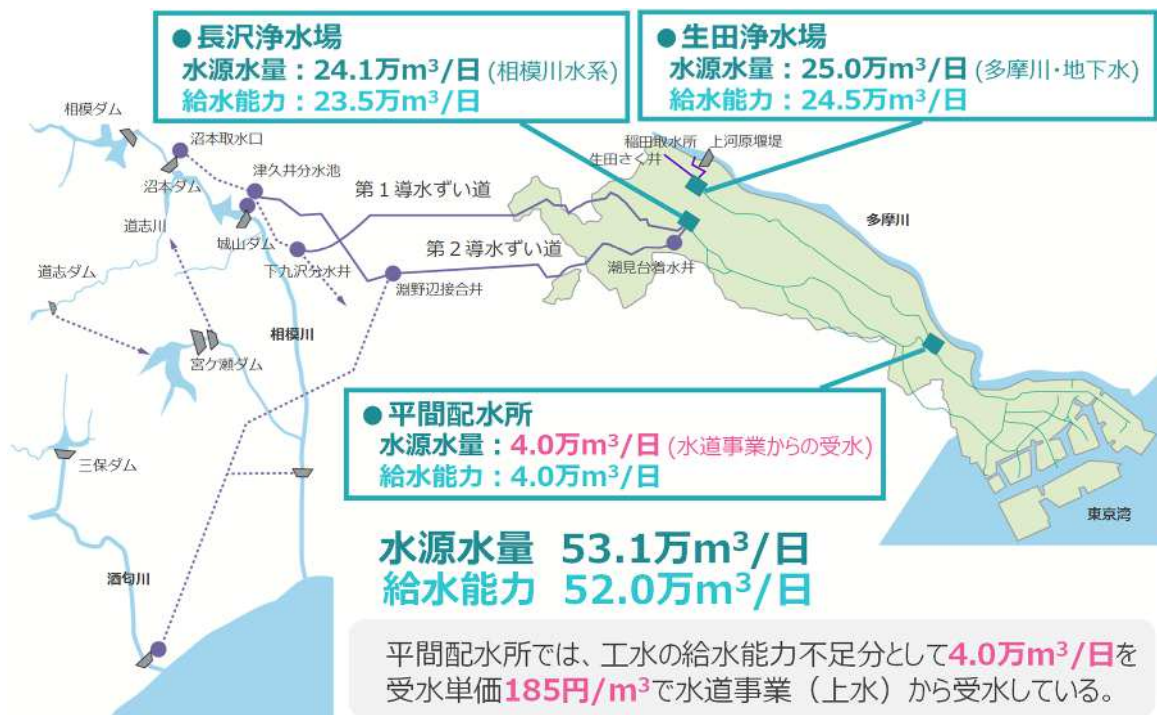 ●長沢浄水場
水源水量：24.1万m³/日 (相模川水系)
給水能力：23.5万m³/日
●生田浄水場
水源水量：25.0万m³/日 (多摩川・地下水)
給水能力：24.5万m³/日
相模ダム
沼本取水口
沼本ダム
津久井分水池
道志川
城山ダム
道志ダム
下九沢分水井
第１導水ずい道
第２導水ずい道
稲田取水所
上河原堰堤
生田さく井
多摩川
潮見台着水井
淵野辺接合井
相模川
宮ケ瀬ダム
●平間配水所
水源水量：4.0万m³/日 (水道事業からの受水)
給水能力：4.0万m³/日
三保ダム
東京湾
酒匂川
水源水量 53.1万m³/日
給水能力 52.0万m³/日
平間配水所では、工水の給水能力不足分として4.0万m³/日を
受水単価185円/m³で水道事業（上水）から受水している。